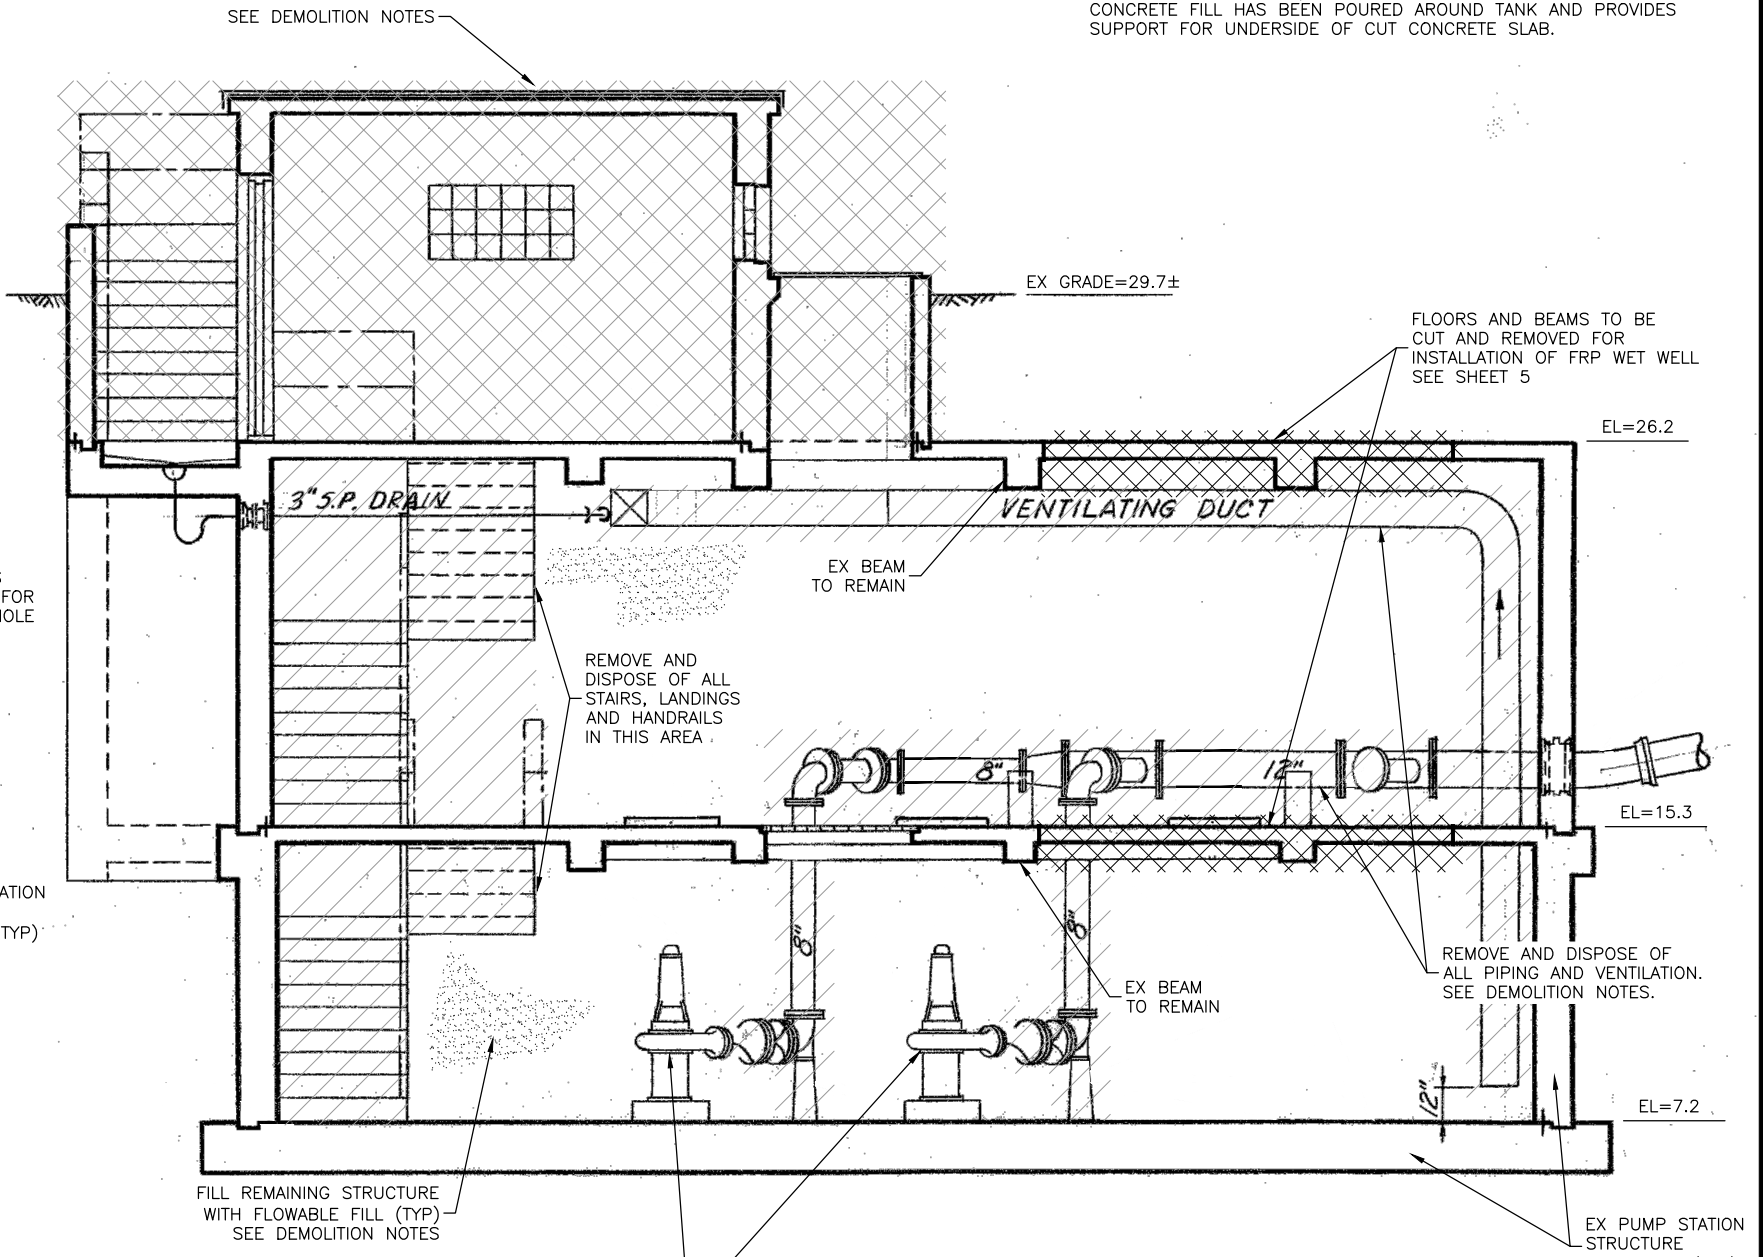 SEE DEMOLITION NOTES
CONCRETE FILL HAS BEEN POURED AROUND TANK AND PROVIDES
SUPPORT FOR UNDERSIDE OF CUT CONCRETE SLAB.
EX GRADE=29.7±
FLOORS AND BEAMS TO BE
CUT AND REMOVED FOR
INSTALLATION OF FRP WET WELL
SEE SHEET 5
EL=26.2
3" S.P. DRAIN
VENTILATING DUCT
EX BEAM
TO REMAIN
FOR
REMOVE AND
DISPOSE OF ALL
STAIRS, LANDINGS
AND HANDRAILS
IN THIS AREA
8"
12"
EL=15.3
TYP)
8"
8"
REMOVE AND DISPOSE OF
ALL PIPING AND VENTILATION.
SEE DEMOLITION NOTES.
EX BEAM
TO REMAIN
12"
EL=7.2
FILL REMAINING STRUCTURE
WITH FLOWABLE FILL (TYP)
SEE DEMOLITION NOTES
EX PUMP STATION
STRUCTURE